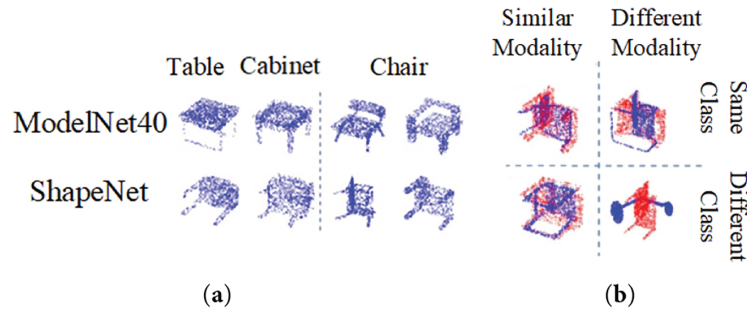 Similar Different
Modality Modality
Table Cabinet Chair
ModelNet40
Same
Class
ShapeNet
Different
Class
(a) (b)